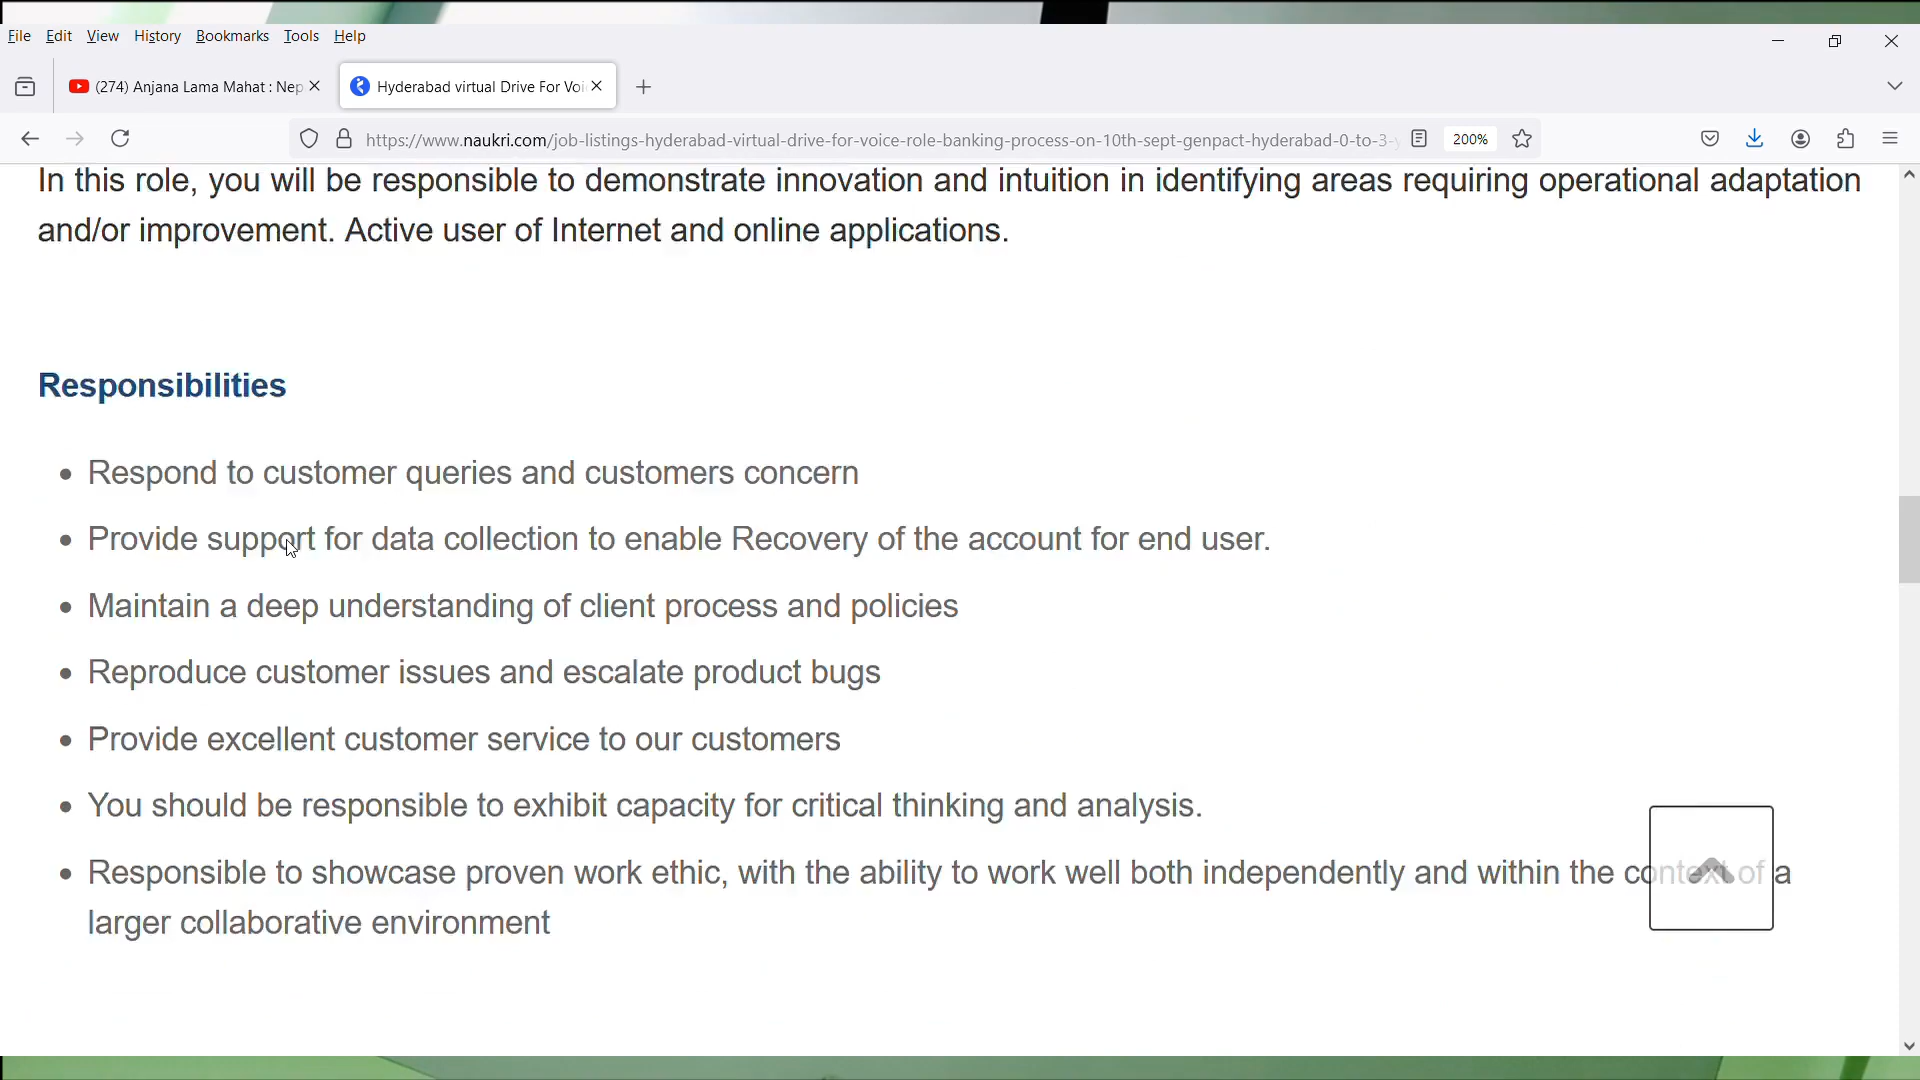 File Edit View History Bookmarks Tools Help
(274) Anjana Lama Mahat : Nep
Hyderabad virtual Drive For Voi
https://www.naukri.com/job-listings-hyderabad-virtual-drive-for-voice-role-banking-process-on-10th-sept-genpact-hyderabad-0-to-3-y
200%
In this role, you will be responsible to demonstrate innovation and intuition in identifying areas requiring operational adaptation
and/or improvement. Active user of Internet and online applications.
Responsibilities
• Respond to customer queries and customers concern
• Provide support for data collection to enable Recovery of the account for end user.
• Maintain a deep understanding of client process and policies
• Reproduce customer issues and escalate product bugs
• Provide excellent customer service to our customers
• You should be responsible to exhibit capacity for critical thinking and analysis.
• Responsible to showcase proven work ethic, with the ability to work well both independently and within the context of a
larger collaborative environment